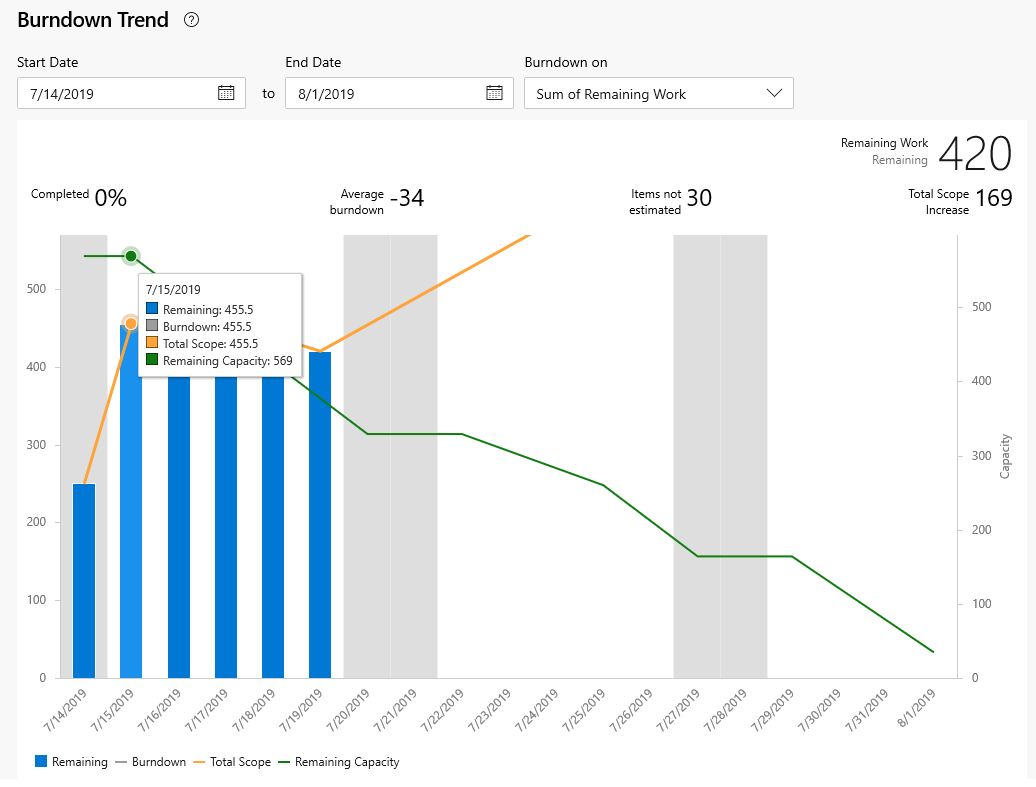 Burndown Trend ?
Start Date
End Date
Burndown on
7/14/2019
to
8/1/2019
Sum of Remaining Work
Remaining Work
Remaining
420
Completed 0%
Average
burndown
-34
Items not
estimated
30
Total Scope
Increase
169
7/15/2019
Remaining: 455.5
Burndown: 455.5
Total Scope: 455.5
Remaining Capacity: 569
500
400
300
200
100
0
500
400
300
200
100
0
Capacity
7/14/2019
7/15/2019
7/16/2019
7/17/2019
7/18/2019
7/19/2019
7/20/2019
7/21/2019
7/22/2019
7/23/2019
7/24/2019
7/25/2019
7/26/2019
7/27/2019
7/28/2019
7/29/2019
7/30/2019
7/31/2019
8/1/2019
Remaining Burndown Total Scope Remaining Capacity